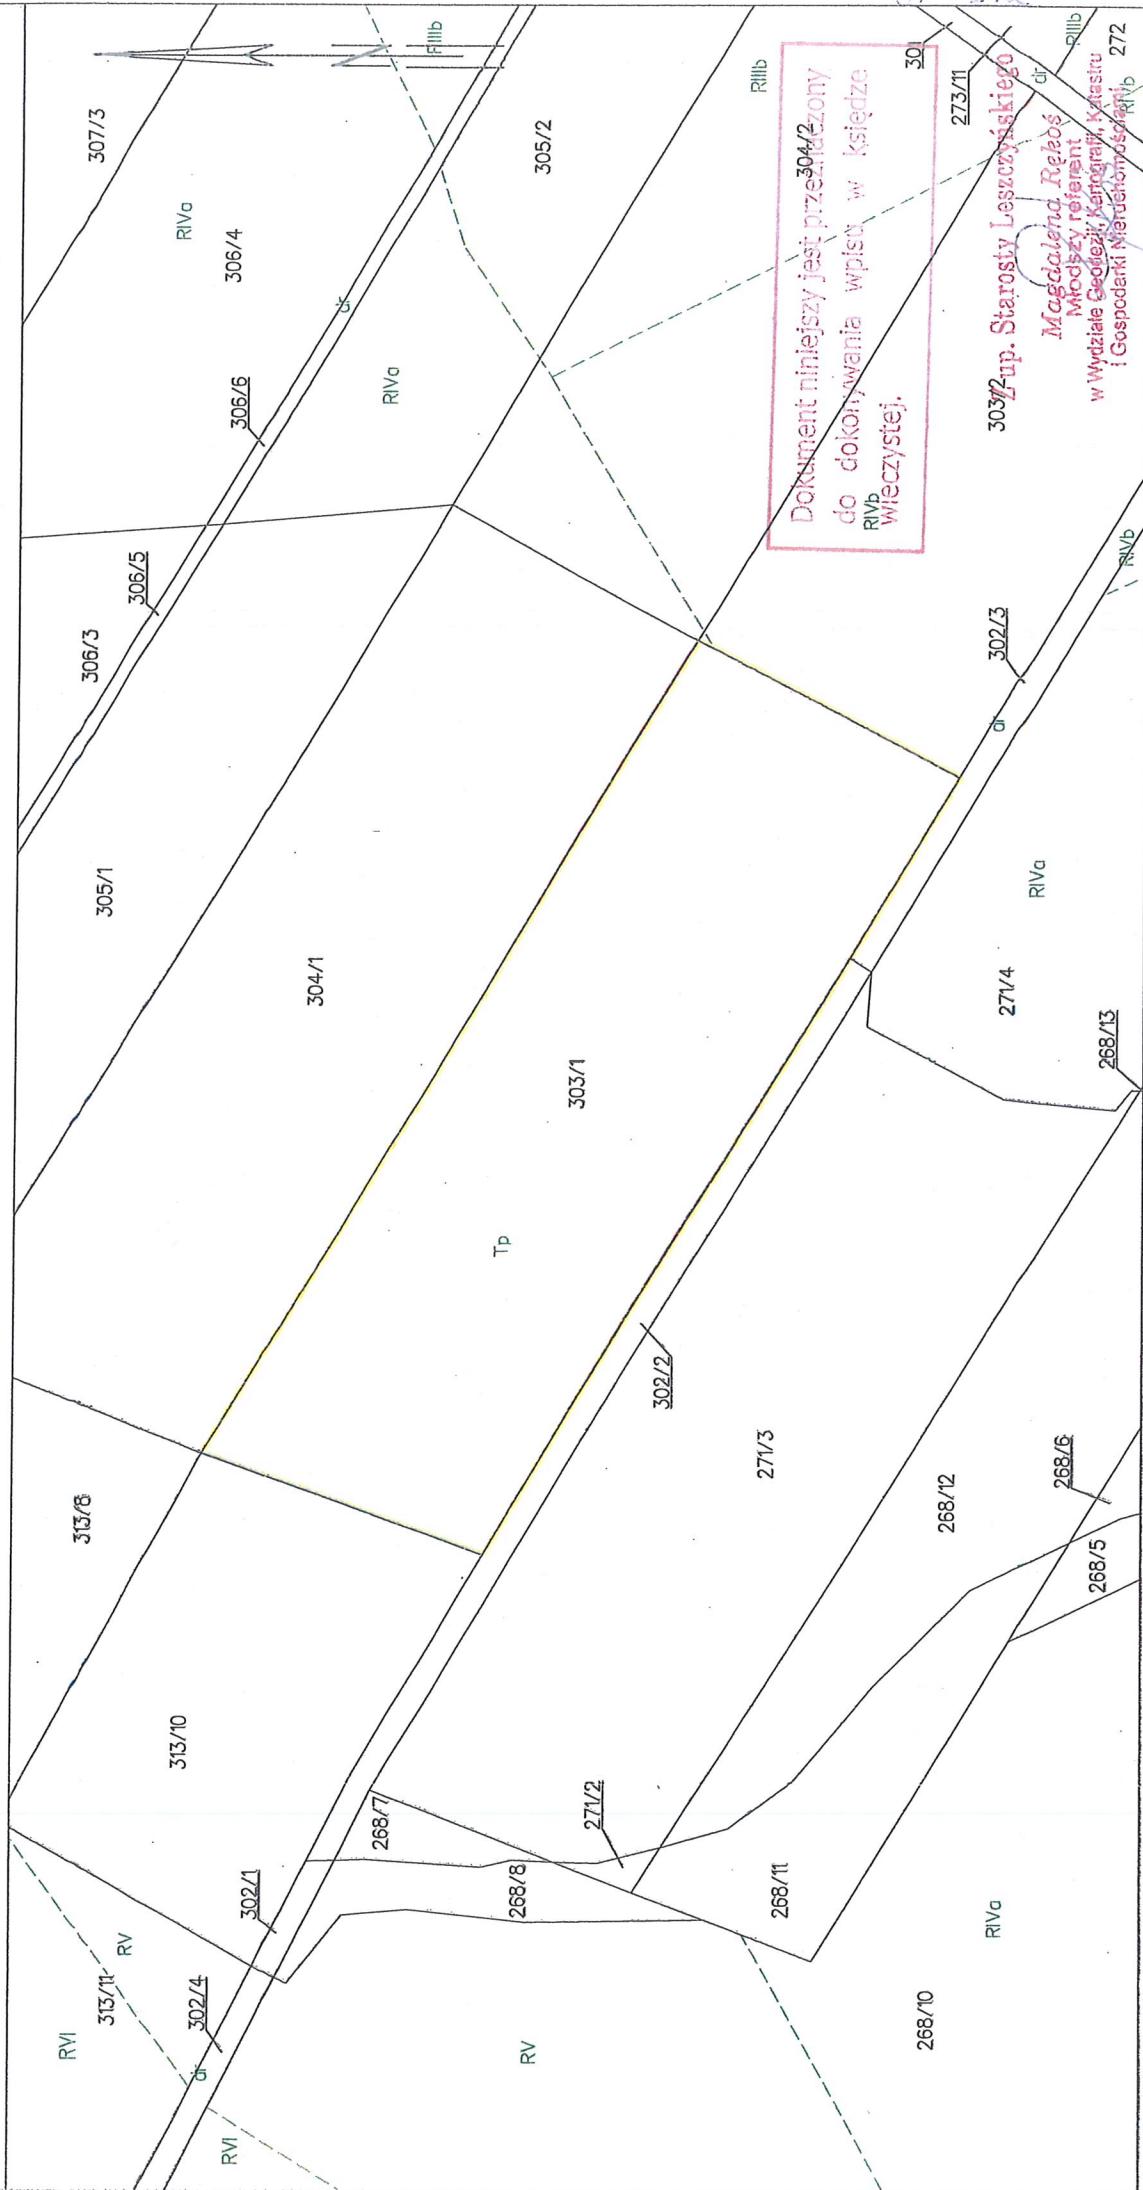 307/3
RIVa
306/4
dr
306/6
RIVa
305/2
N
RIIIb
306/3
306/5
305/1
304/1
303/1
Tp
313/8
313/10
313/11
RV
RVI
302/1
302/4
dr
RVI
RV
268/7
268/8
271/2
268/11
RIVa
268/10
302/2
271/3
268/12
268/6
268/5
268/13
271/4
RIVa
302/3
dr
RIVb
303/2
304/2
RIVb
RIIIb
301
273/11
dr
RIIIb
RIVb
272
Dokument niniejszy jest przeznaczony
do dokonywania wpisu w księdze
wieczystej.
Z up. Starosty Leszczyńskiego
Magdalena Rękoś
Młodszy referent
w Wydziale Geodezji, Kartografii, Katastru
i Gospodarki Nieruchomościami